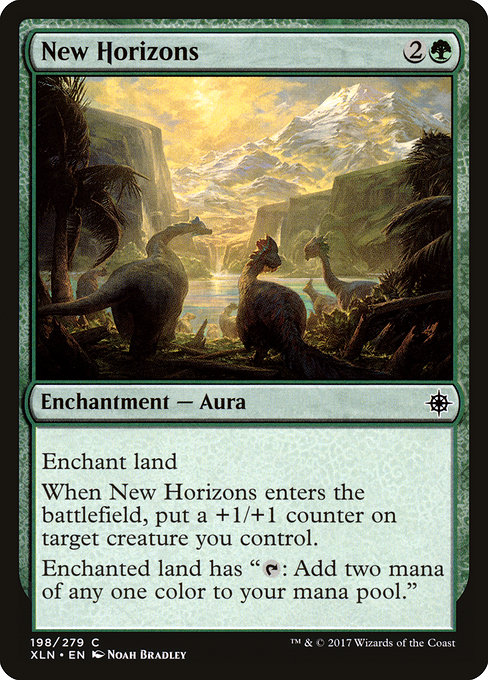 New Horizons 2
Enchantment — Aura
Enchant land
When New Horizons enters the
battlefield, put a +1/+1 counter on
target creature you control.
Enchanted land has “: Add two mana
of any one color to your mana pool.”
198/279 C
XLN • EN Noah Bradley
™ & © 2017 Wizards of the Coast